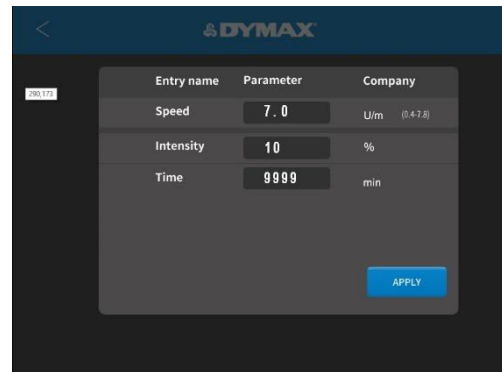 <
DYMAX
290,173
Entry name Parameter Company
Speed 7.0 U/m (0.4-7.8)
Intensity 10 %
Time 9999 min
APPLY